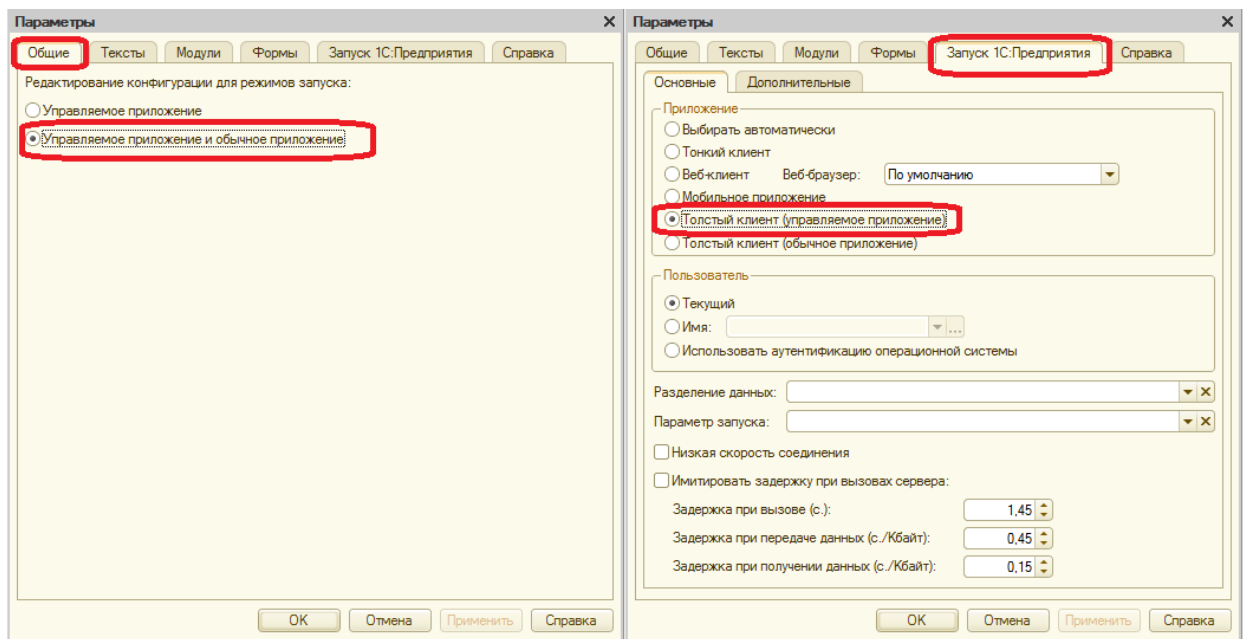 Параметры
Общие Тексты Модули Формы Запуск 1С:Предприятия Справка
Редактирование конфигурации для режимов запуска:
Управляемое приложение
Управляемое приложение и обычное приложение
OK Отмена Применить Справка
Параметры
Общие Тексты Модули Формы Запуск 1С:Предприятия Справка
Основные Дополнительные
Приложение
Выбирать автоматически
Тонкий клиент
Веб-клиент Веб-браузер: По умолчанию
Мобильное приложение
Толстый клиент (управляемое приложение)
Толстый клиент (обычное приложение)
Пользователь
Текущий
Имя: ...
Использовать аутентификацию операционной системы
Разделение данных:
Параметр запуска:
Низкая скорость соединения
Имитировать задержку при вызовах сервера:
Задержка при вызове (с.): 1,45
Задержка при передаче данных (с./Кбайт): 0,45
Задержка при получении данных (с./Кбайт): 0,15
OK Отмена Применить Справка